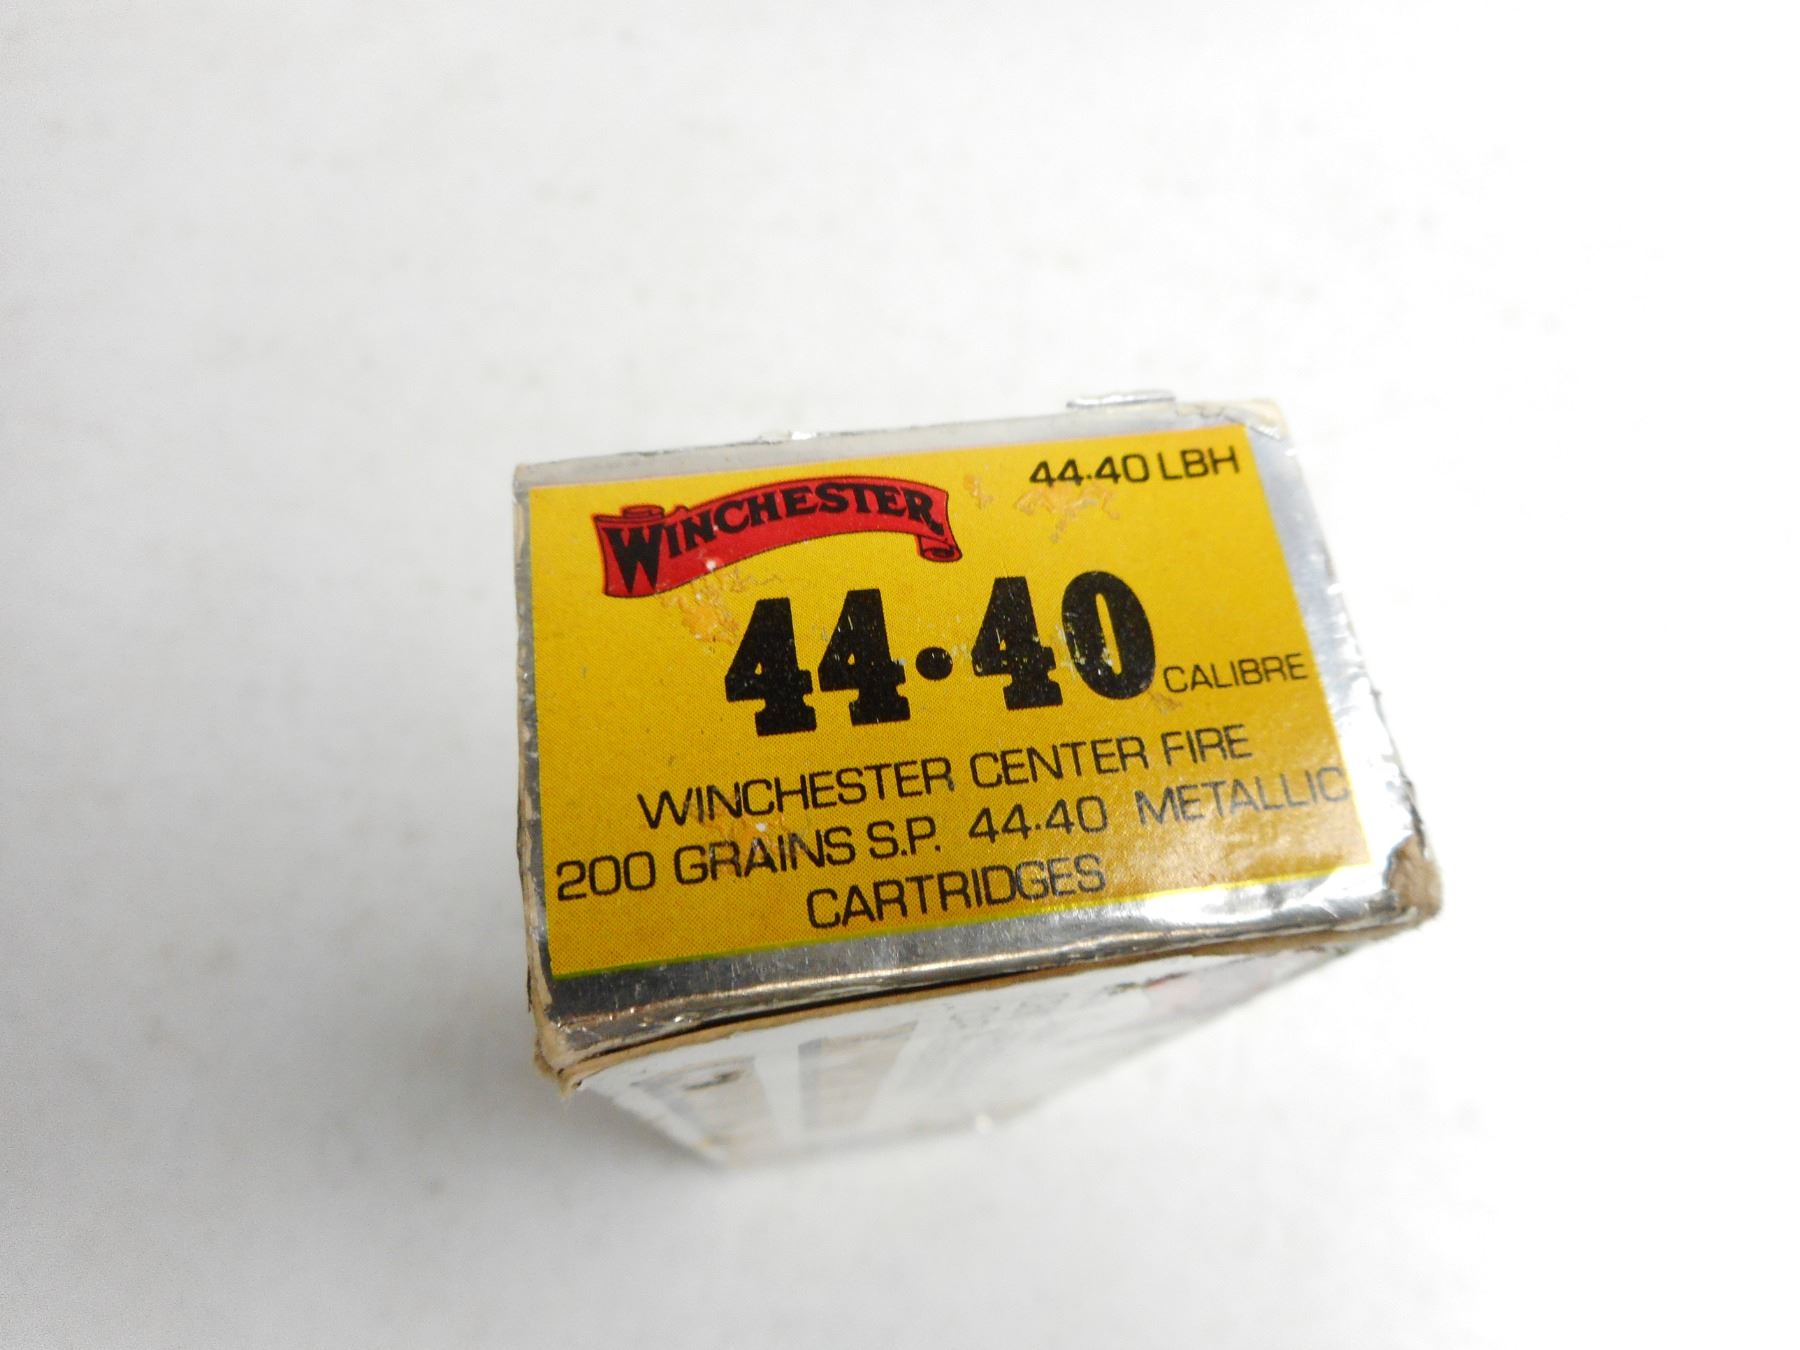 WINCHESTER
44·40 LBH
44·40 CALIBRE
WINCHESTER CENTER FIRE
200 GRAINS S.P. 44·40 METALLIC
CARTRIDGES